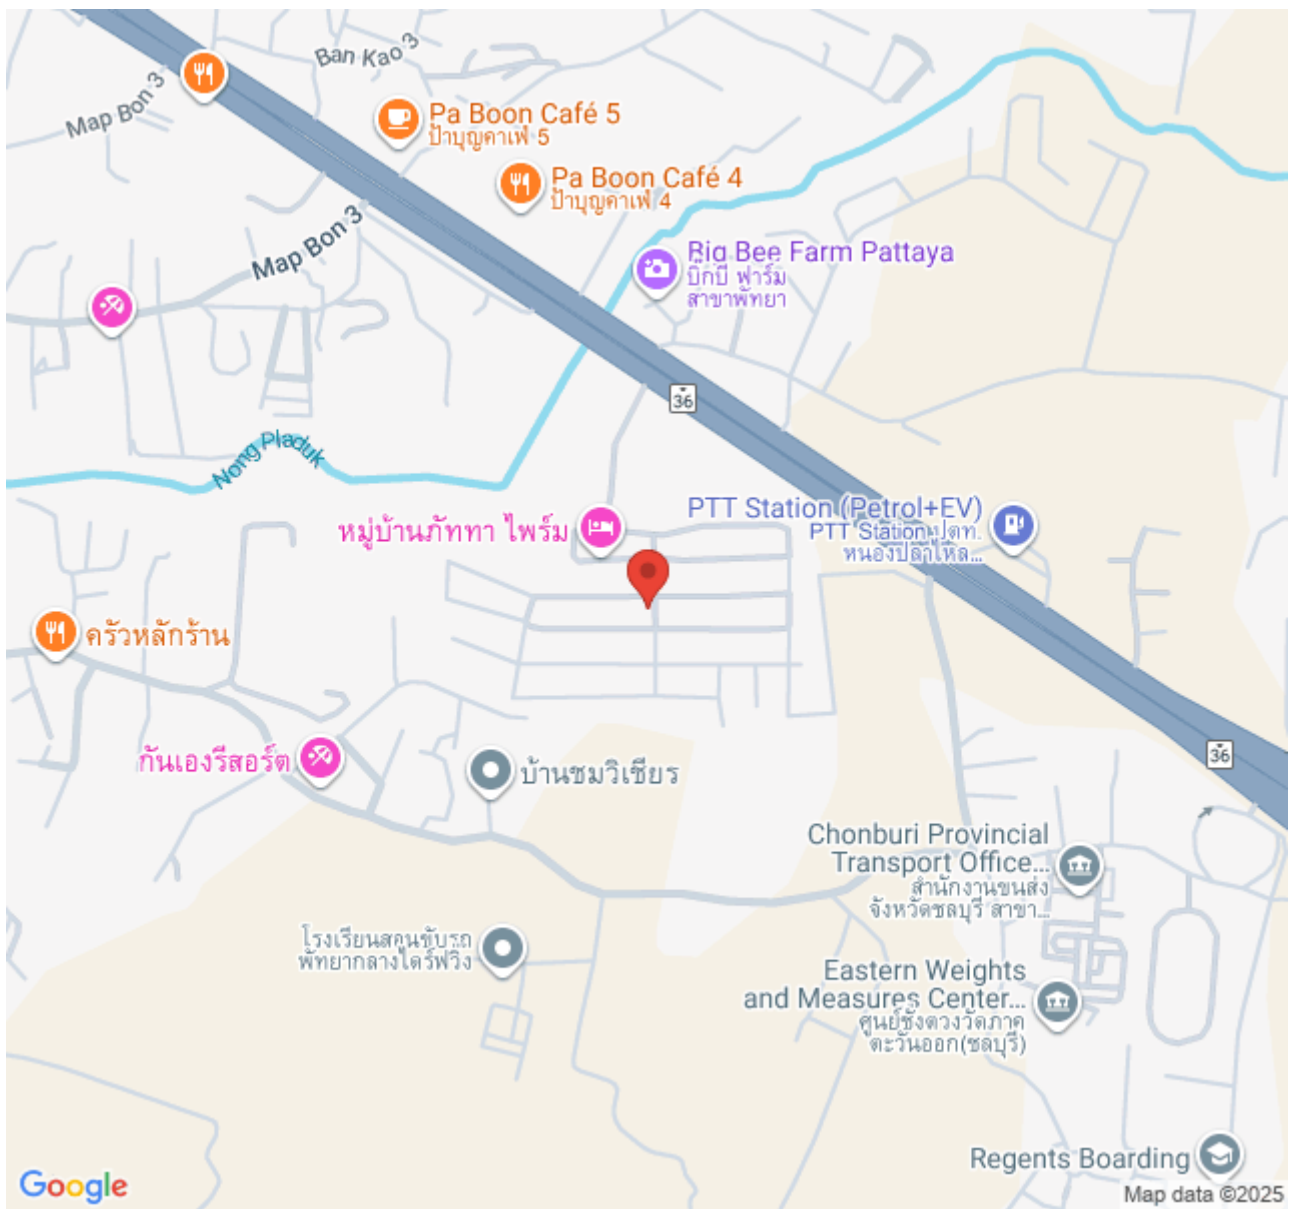 Ban Kao 3
Map Bon 3
Pa Boon Café 5
ป้าบุญคาเฟ่ 5
Pa Boon Café 4
ป้าบุญคาเฟ่ 4
Map Bon 3
Big Bee Farm Pattaya
บิ๊กบี ฟาร์ม
สาขาพัทยา
36
Nong Pladuk
PTT Station (Petrol+EV)
PTT Station ปตท.
หนองปลาไหล...
หมู่บ้านภัททา ไพร์ม
ครัวหลักร้าน
กันเองรีสอร์ต
บ้านชมวิเชียร
36
Chonburi Provincial
Transport Office...
สำนักงานขนส่ง
จังหวัดชลบุรี สาขา...
โรงเรียนสอนขับรถ
พัทยากลางไดร์ฟวิ่ง
Eastern Weights
and Measures Center...
ศูนย์ชั่งตวงวัดภาค
ตะวันออก(ชลบุรี)
Regents Boarding
Google
Map data ©2025